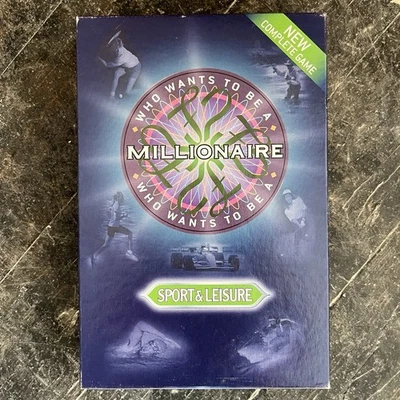 NEW
COMPLETE GAME
WHO WANTS TO BE A
MILLIONAIRE
WHO WANTS TO BE A
SPORT & LEISURE